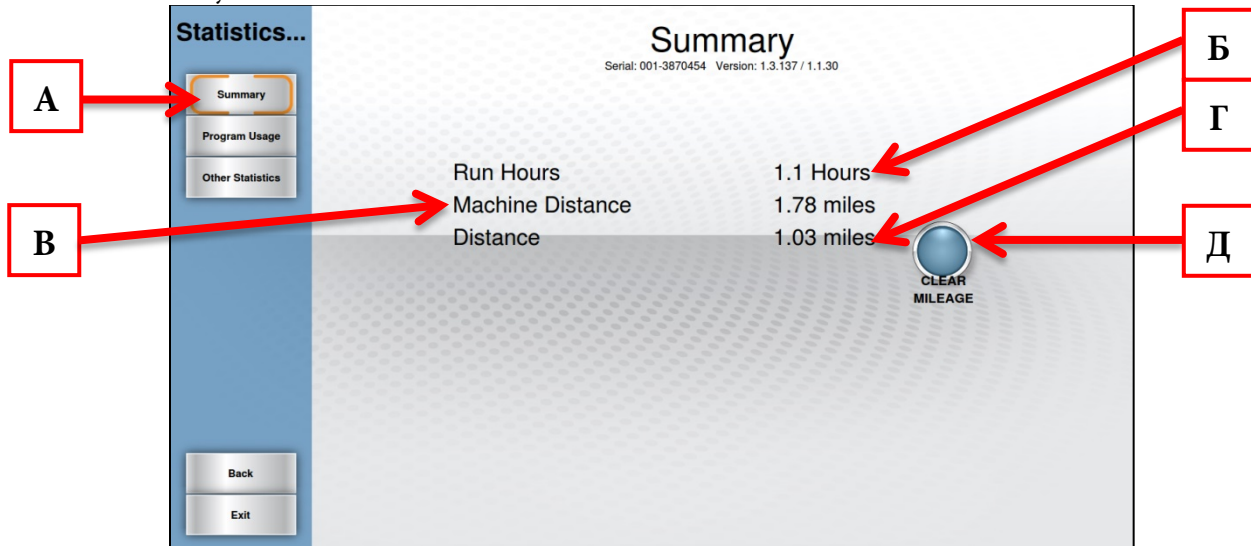 Statistics...
Summary
Serial: 001-3870454 Version: 1.3.137 / 1.1.30
Б
А
Summary
Г
Program Usage
Other Statistics
Run Hours 1.1 Hours
Machine Distance 1.78 miles
В
Distance 1.03 miles
Д
CLEAR
MILEAGE
Back
Exit